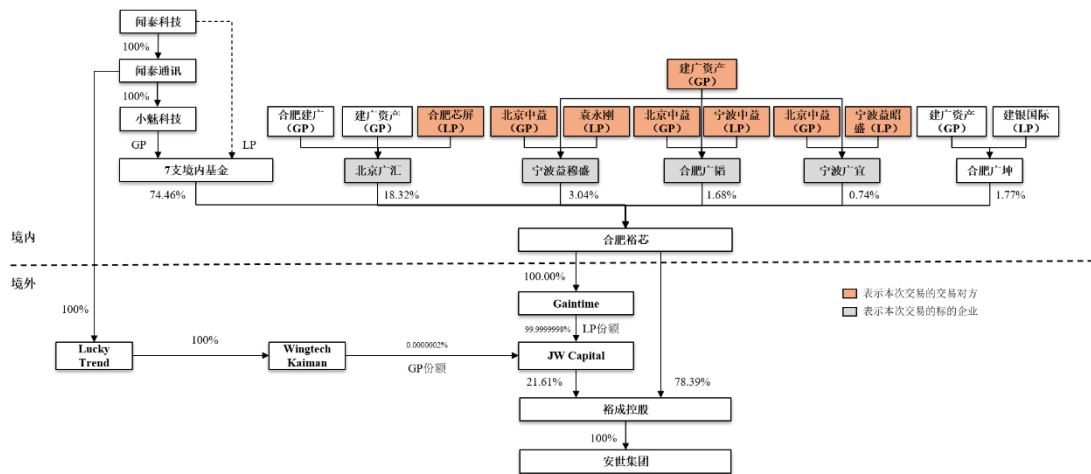 闻泰科技
100%
闻泰通讯
100%
小魅科技
GP
LP
7支境内基金
74.46%
建广资产
（GP）
合肥建广
（GP）
建广资产
（GP）
合肥芯屏
（LP）
北京中益
（GP）
袁永刚
（LP）
北京中益
（GP）
宁波中益
（LP）
北京中益
（GP）
宁波益昭
盛（LP）
建广资产
（GP）
建银国际
（LP）
北京广汇
宁波益穆盛
合肥广韬
宁波广宜
合肥广坤
18.32%
3.04%
1.68%
0.74%
1.77%
境内
合肥裕芯
境外
100.00%
Gaintime
表示本次交易的交易对方
表示本次交易的标的企业
100%
99.9999998%
LP份额
Lucky
Trend
100%
Wingtech
Kaiman
0.0000002%
GP份额
JW Capital
21.61%
78.39%
裕成控股
100%
安世集团